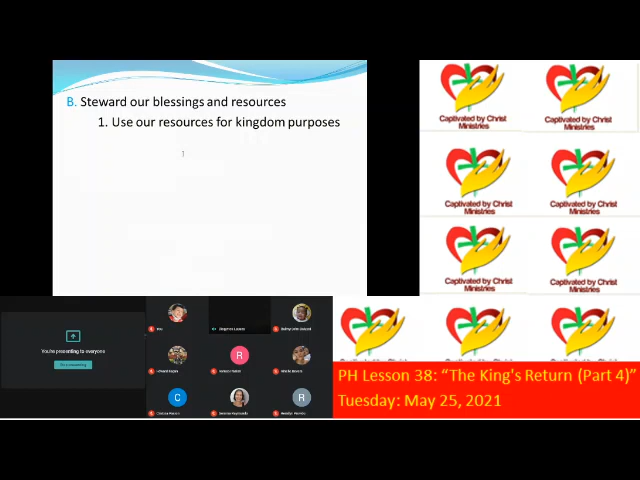 B. Steward our blessings and resources
1. Use our resources for kingdom purposes
Captivated by Christ
Ministries
Captivated by Christ
Ministries
Captivated by Christ
Ministries
Captivated by Christ
Ministries
Captivated by Christ
Ministries
Captivated by Christ
Ministries
Captivated by Christ
Ministries
Captivated by Christ
Ministries
You're presenting to everyone
You
R
C
R
PH Lesson 38: "The King's Return (Part 4)"
Tuesday: May 25, 2021